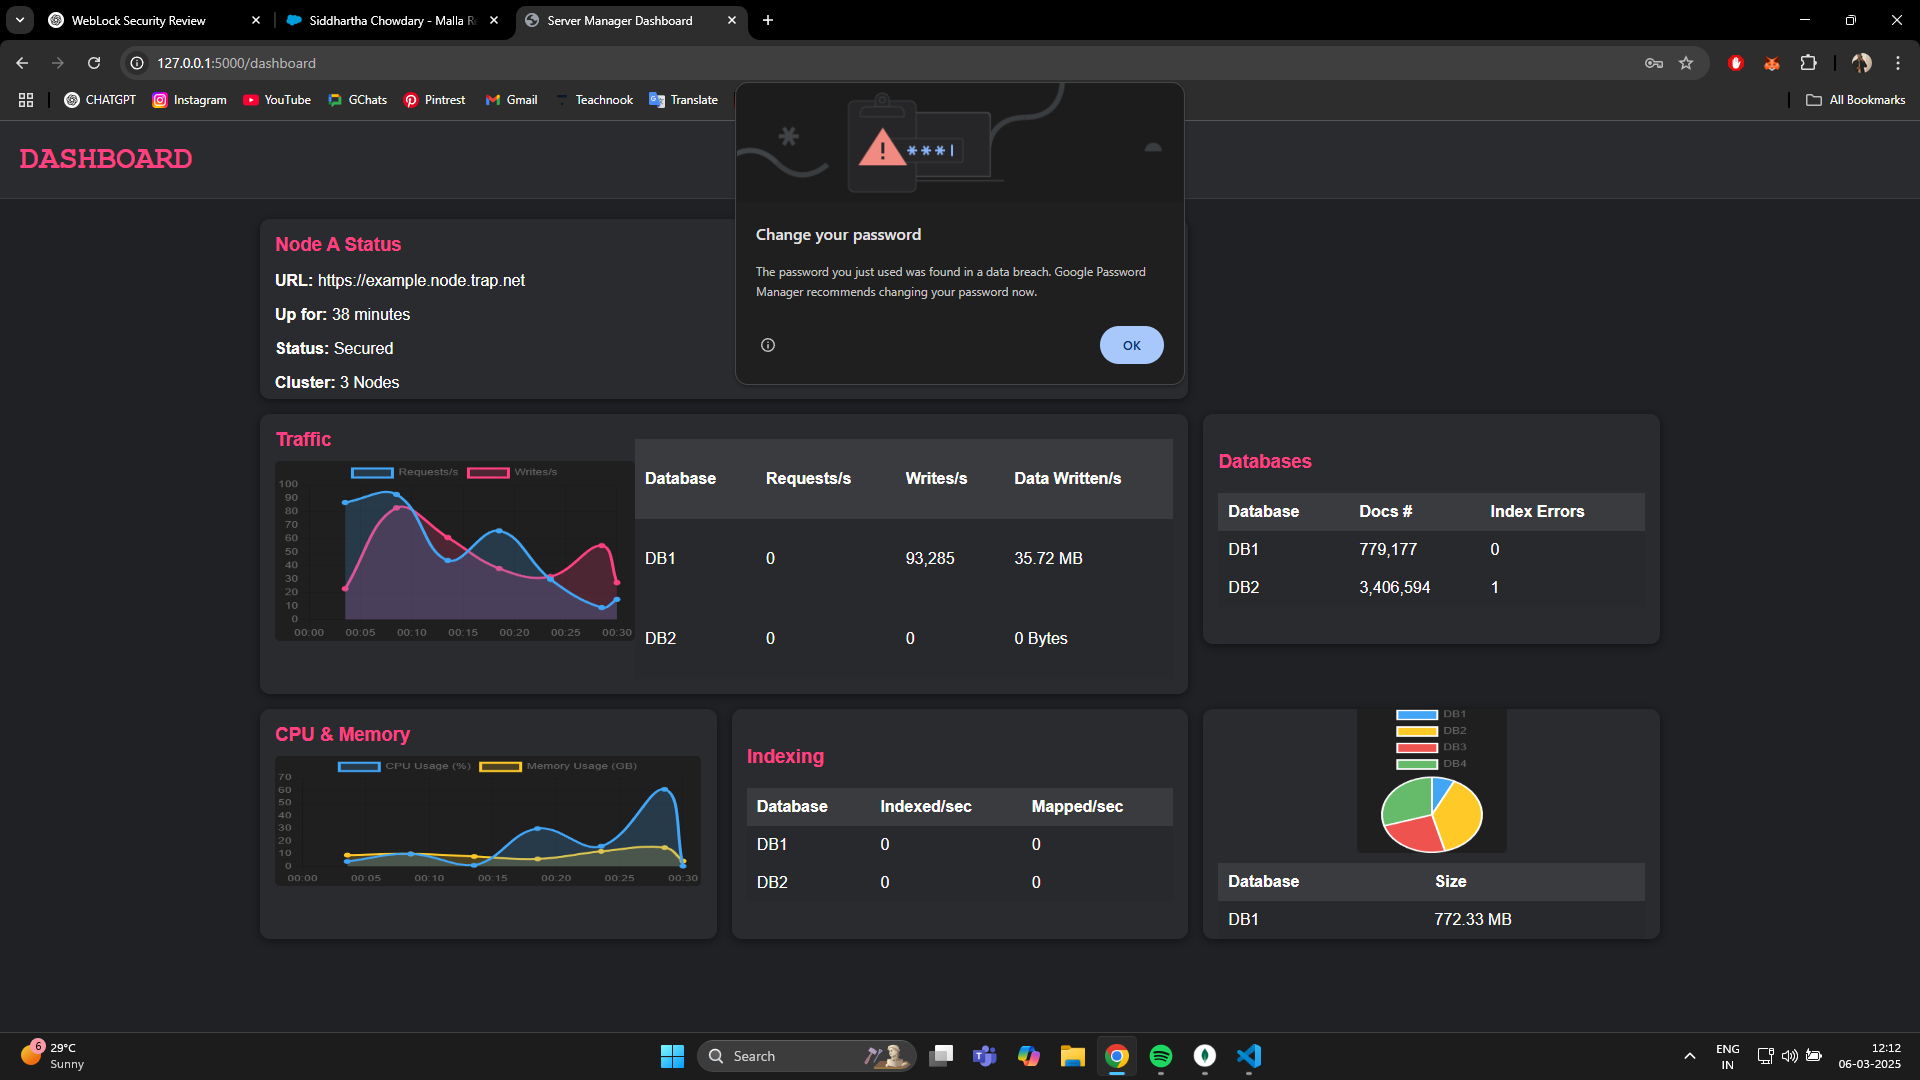 WebLock Security Review
Siddhartha Chowdary - Malla R
Server Manager Dashboard
127.0.0.1:5000/dashboard
CHATGPT
Instagram
YouTube
GChats
Pintrest
Gmail
Teachnook
Translate
All Bookmarks
DASHBOARD
***|
Change your password
The password you just used was found in a data breach. Google Password
Manager recommends changing your password now.
OK
Node A Status
URL: https://example.node.trap.net
Up for: 38 minutes
Status: Secured
Cluster: 3 Nodes
Traffic
Requests/s Writes/s
100
90
80
70
60
50
40
30
20
10
0
00:00 00:05 00:10 00:15 00:20 00:25 00:30
Database Requests/s Writes/s Data Written/s
DB1 0 93,285 35.72 MB
DB2 0 0 0 Bytes
Databases
Database Docs # Index Errors
DB1 779,177 0
DB2 3,406,594 1
CPU & Memory
CPU Usage (%) Memory Usage (GB)
70
60
50
40
30
20
10
0
00:00 00:05 00:10 00:15 00:20 00:25 00:30
Indexing
Database Indexed/sec Mapped/sec
DB1 0 0
DB2 0 0
DB1
DB2
DB3
DB4
Database Size
DB1 772.33 MB
6
29°C
Sunny
Search
ENG
IN
12:12
06-03-2025